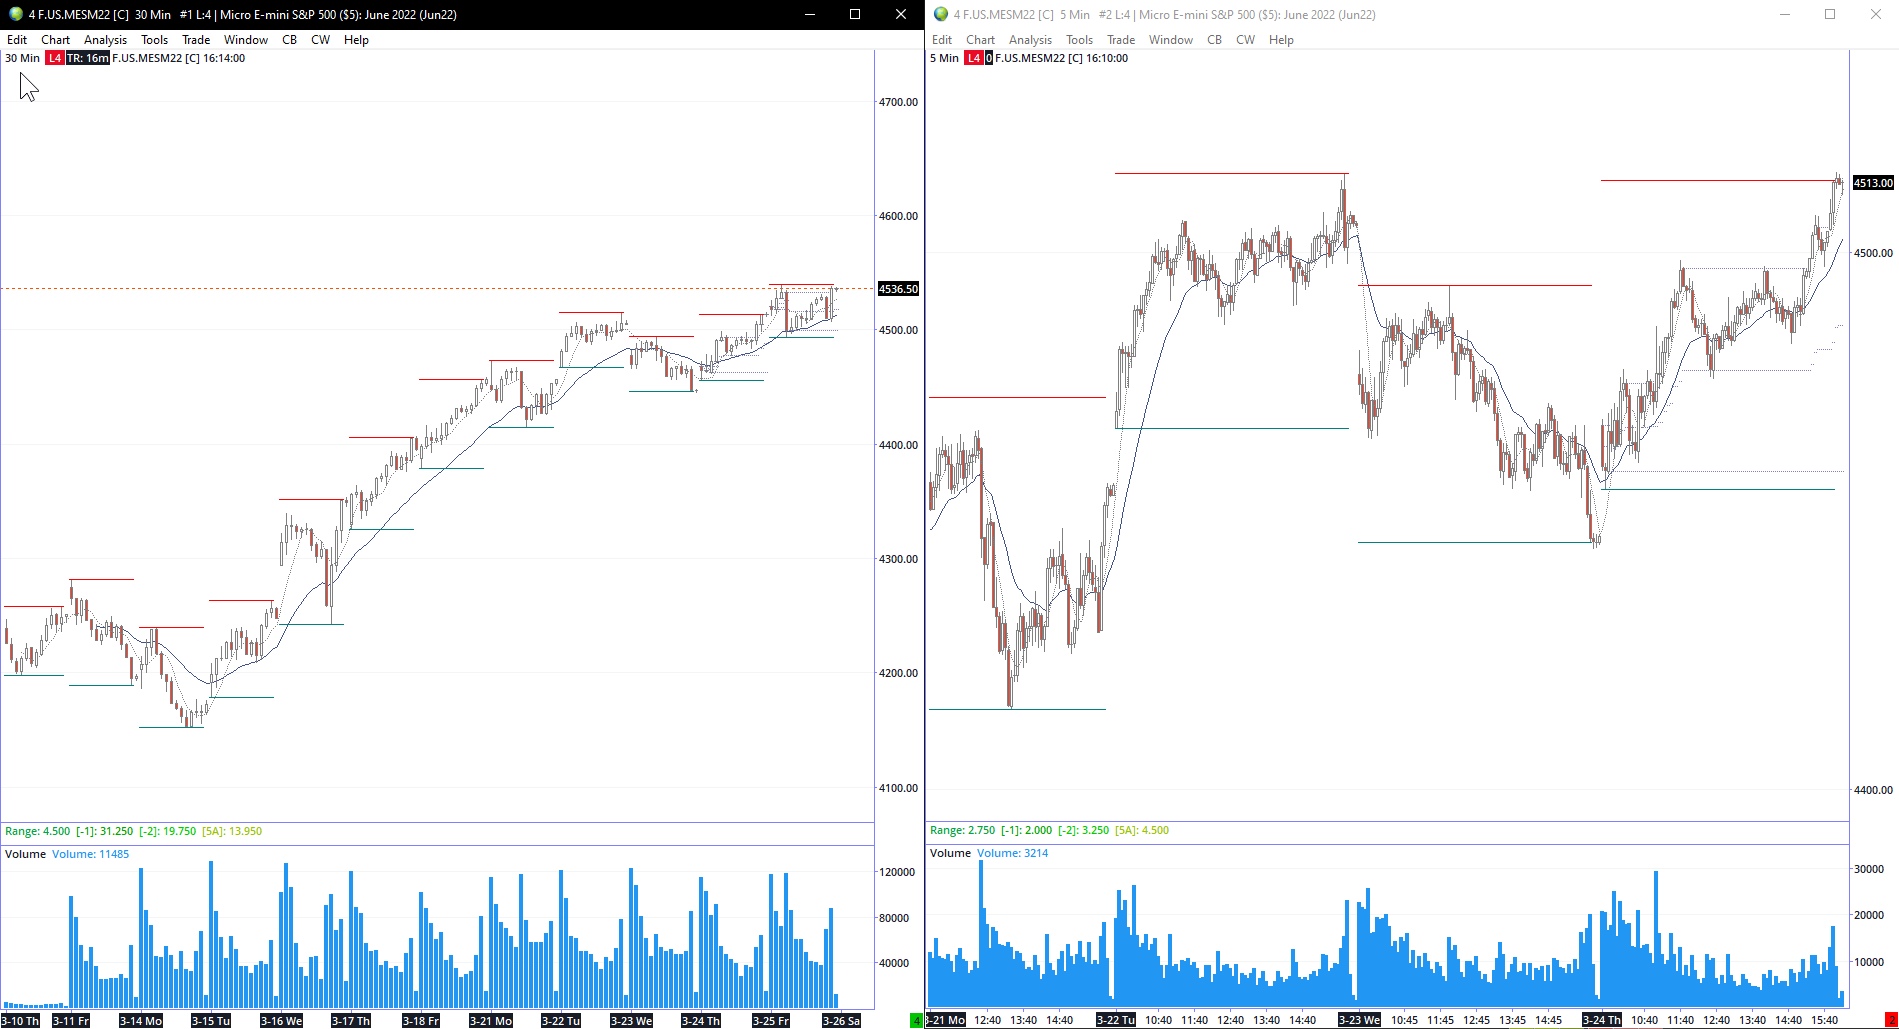 4 F.US.MESM22 [C] 30 Min #1 L:4 | Micro E-mini S&P 500 ($5): June 2022 (Jun22)
Edit Chart Analysis Tools Trade Window CB CW Help
30 Min L4 TR: 16m F.US.MESM22 [C] 16:14:00
4700.00
4600.00
4536.50
4500.00
4400.00
4300.00
4200.00
4100.00
Range: 4.500 [-1]: 31.250 [-2]: 19.750 [5A]: 13.950
Volume Volume: 11485
120000
80000
40000
3-10 Th 3-11 Fr 3-14 Mo 3-15 Tu 3-16 We 3-17 Th 3-18 Fr 3-21 Mo 3-22 Tu 3-23 We 3-24 Th 3-25 Fr 3-26 Sa 4
4 F.US.MESM22 [C] 5 Min #2 L:4 | Micro E-mini S&P 500 ($5): June 2022 (Jun22)
Edit Chart Analysis Tools Trade Window CB CW Help
5 Min L4 0 F.US.MESM22 [C] 16:10:00
4513.00
4500.00
4400.00
Range: 2.750 [-1]: 2.000 [-2]: 3.250 [5A]: 4.500
Volume Volume: 3214
30000
20000
10000
3-21 Mo 12:40 13:40 14:40 3-22 Tu 10:40 11:40 12:40 13:40 14:40 3-23 We 10:45 11:45 12:45 13:45 14:45 3-24 Th 10:40 11:40 12:40 13:40 14:40 15:40